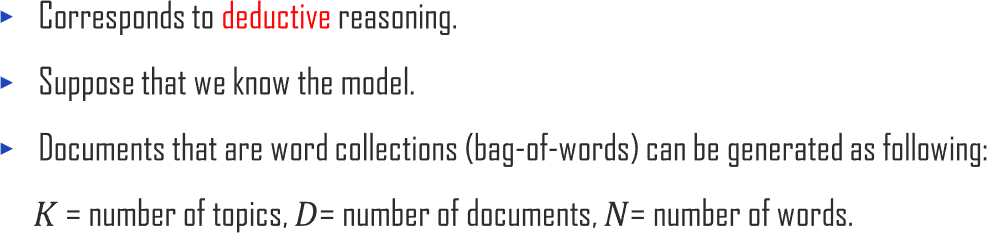 ▸ Corresponds to deductive reasoning.
▸ Suppose that we know the model.
▸ Documents that are word collections (bag-of-words) can be generated as following:
K = number of topics, D= number of documents, N= number of words.